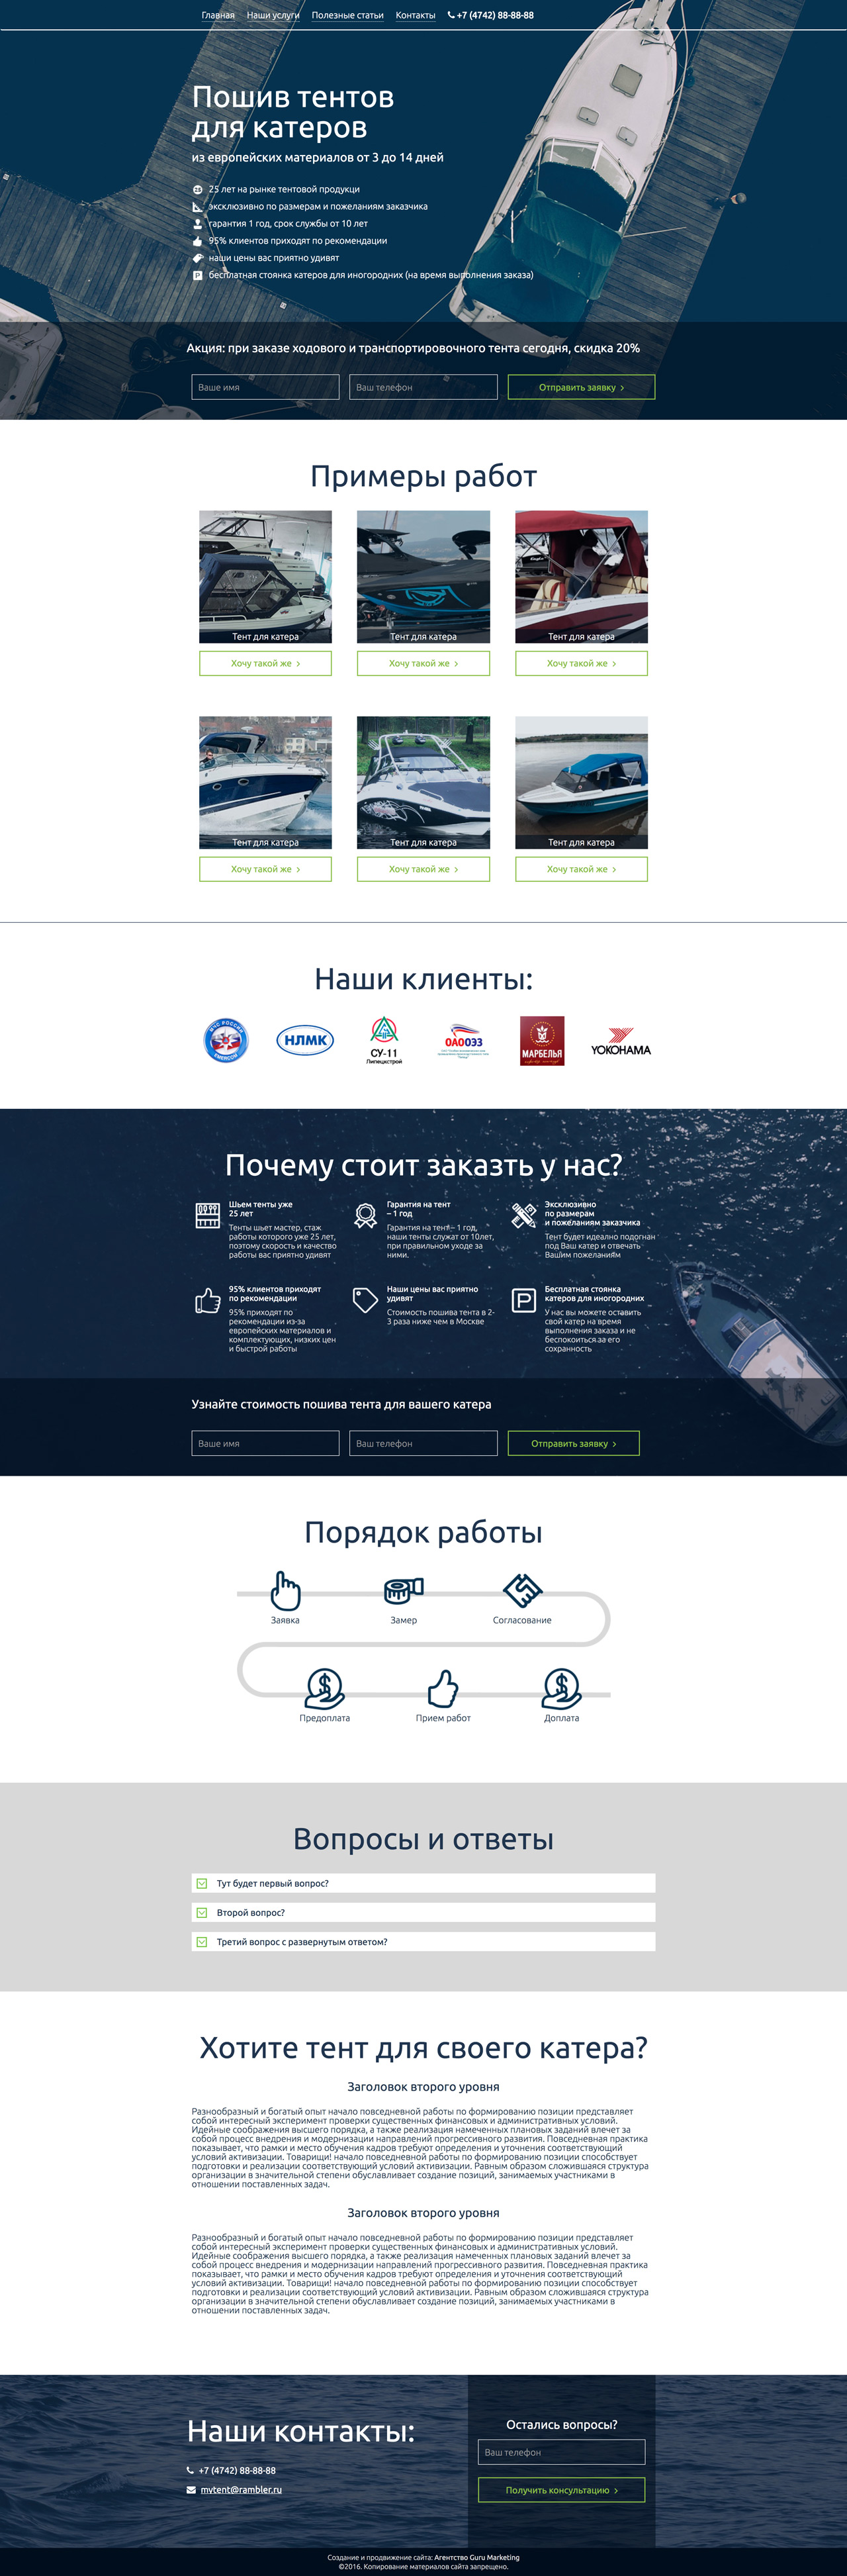 Главная Наши услуги Полезные статьи Контакты +7 (4742) 88-88-88
Пошив тентов
для катеров
из европейских материалов от 3 до 14 дней
25 лет на рынке тентовой продукци
эксклюзивно по размерам и пожеланиям заказчика
гарантия 1 год, срок службы от 10 лет
95% клиентов приходят по рекомендации
наши цены вас приятно удивят
бесплатная стоянка катеров для иногородних (на время выполнения заказа)
Акция: при заказе ходового и транспортировочного тента сегодня, скидка 20%
Ваше имя Ваш телефон Отправить заявку
Примеры работ
Тент для катера Тент для катера Тент для катера
Хочу такой же Хочу такой же Хочу такой же
Тент для катера Тент для катера Тент для катера
Хочу такой же Хочу такой же Хочу такой же
Наши клиенты:
МЧС РОССИИ
EMERCOM
НЛМК
СУ-11
Липецкстрой
ОАООЭЗ
МАРБЕЛЬЯ
YOKOHAMA
Почему стоит заказть у нас?
Шьем тенты уже
25 лет
Тенты шьет мастер, стаж
работы которого уже 25 лет,
поэтому скорость и качество
работы вас приятно удивят
Гарантия на тент
– 1 год
Гарантия на тент – 1 год,
наши тенты служат от 10лет,
при правильном уходе за
ними.
Эксклюзивно
по размерам
и пожеланиям заказчика
Тент будет идеально подогнан
под Ваш катер и отвечать
Вашим пожеланиям
95% клиентов приходят
по рекомендации
95% приходят по
рекомендации из-за
европейских материалов и
комплектующих, низких цен
и быстрой работы
Наши цены вас приятно
удивят
Стоимость пошива тента в 2-
3 раза ниже чем в Москве
Бесплатная стоянка
катеров для иногородних
У нас вы можете оставить
свой катер на время
выполнения заказа и не
беспокоиться за его
сохранность
Узнайте стоимость пошива тента для вашего катера
Ваше имя Ваш телефон Отправить заявку
Порядок работы
Заявка Замер Согласование
Предоплата Прием работ Доплата
Вопросы и ответы
Тут будет первый вопрос?
Второй вопрос?
Третий вопрос с развернутым ответом?
Хотите тент для своего катера?
Заголовок второго уровня
Разнообразный и богатый опыт начало повседневной работы по формированию позиции представляет
собой интересный эксперимент проверки существенных финансовых и административных условий.
Идейные соображения высшего порядка, а также реализация намеченных плановых заданий влечет за
собой процесс внедрения и модернизации направлений прогрессивного развития. Повседневная практика
показывает, что рамки и место обучения кадров требуют определения и уточнения соответствующий
условий активизации. Товарищи! начало повседневной работы по формированию позиции способствует
подготовки и реализации соответствующий условий активизации. Равным образом сложившаяся структура
организации в значительной степени обуславливает создание позиций, занимаемых участниками в
отношении поставленных задач.
Заголовок второго уровня
Разнообразный и богатый опыт начало повседневной работы по формированию позиции представляет
собой интересный эксперимент проверки существенных финансовых и административных условий.
Идейные соображения высшего порядка, а также реализация намеченных плановых заданий влечет за
собой процесс внедрения и модернизации направлений прогрессивного развития. Повседневная практика
показывает, что рамки и место обучения кадров требуют определения и уточнения соответствующий
условий активизации. Товарищи! начало повседневной работы по формированию позиции способствует
подготовки и реализации соответствующий условий активизации. Равным образом сложившаяся структура
организации в значительной степени обуславливает создание позиций, занимаемых участниками в
отношении поставленных задач.
Наши контакты:
+7 (4742) 88-88-88
mvtent@rambler.ru
Остались вопросы?
Ваш телефон
Получить консультацию
Создание и продвижение сайта: Агентство Guru Marketing
©2016. Копирование материалов сайта запрещено.